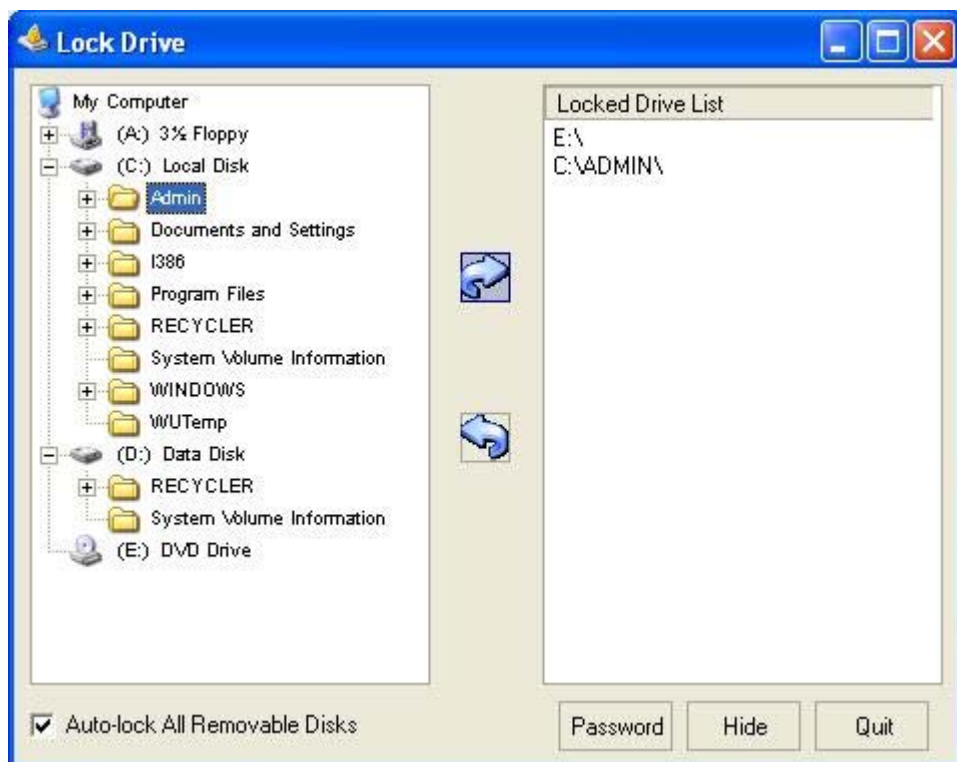 Lock Drive
My Computer
(A:) 3½ Floppy
(C:) Local Disk
Admin
Documents and Settings
I386
Program Files
RECYCLER
System Volume Information
WINDOWS
WUTemp
(D:) Data Disk
RECYCLER
System Volume Information
(E:) DVD Drive
Locked Drive List
E:\
C:\ADMIN\
Auto-lock All Removable Disks
Password
Hide
Quit